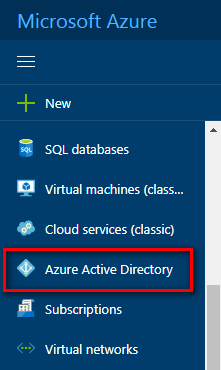 Microsoft Azure
New
SQL databases
Virtual machines (class...
Cloud services (classic)
Azure Active Directory
Subscriptions
Virtual networks